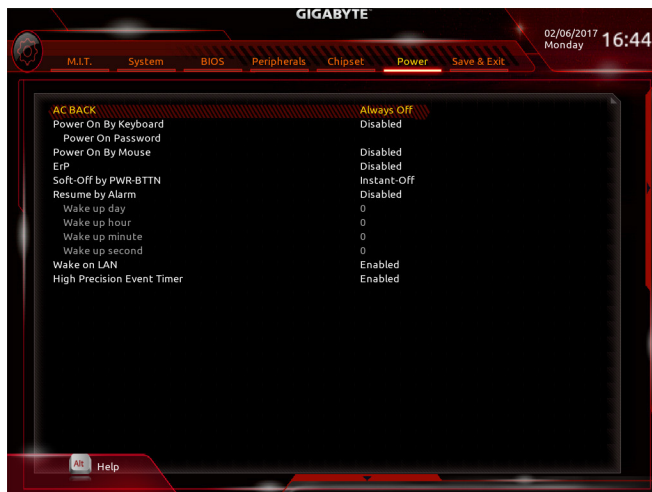 GIGABYTE™
02/06/2017
Monday
16:44
M.I.T. System BIOS Peripherals Chipset Power Save & Exit
AC BACK Always Off
Power On By Keyboard Disabled
Power On Password
Power On By Mouse Disabled
ErP Disabled
Soft-Off by PWR-BTTN Instant-Off
Resume by Alarm Disabled
Wake up day 0
Wake up hour 0
Wake up minute 0
Wake up second 0
Wake on LAN Enabled
High Precision Event Timer Enabled
Alt Help